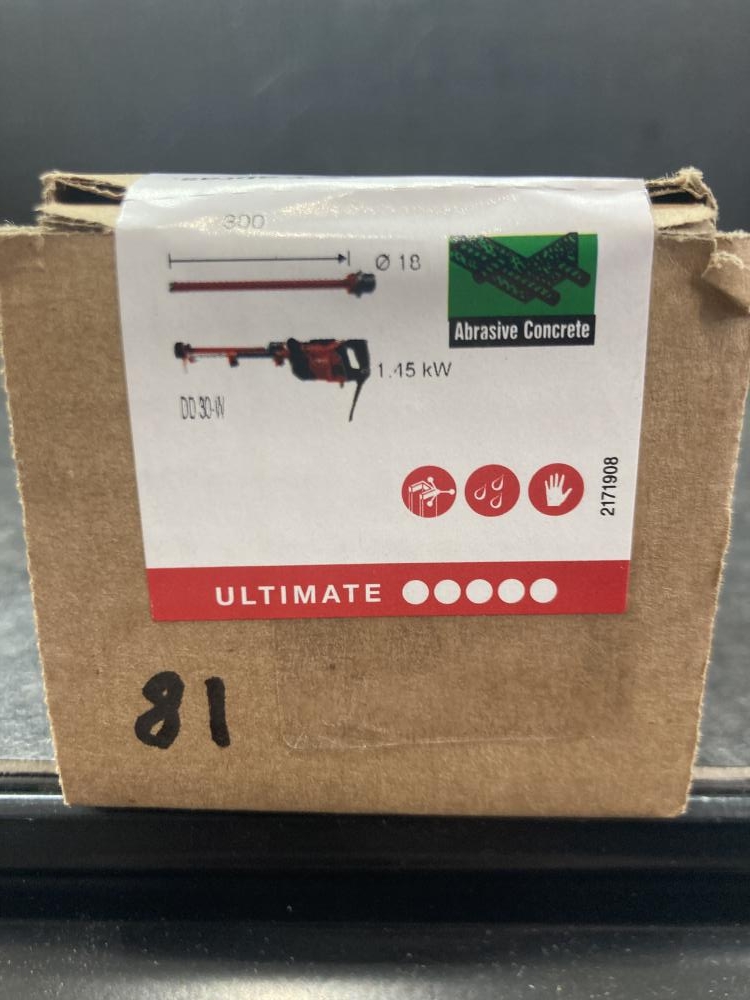 300
Ø 18
Abrasive Concrete
1.45 kW
DD 30-W
2171908
ULTIMATE
81